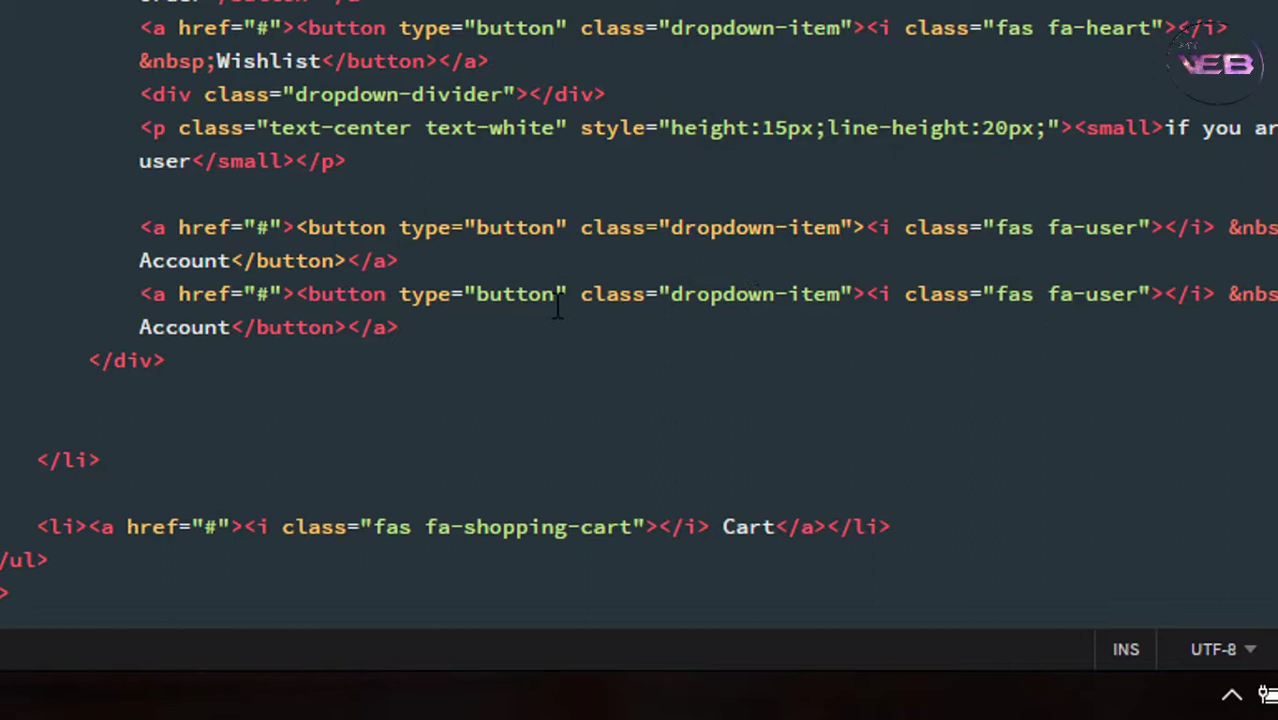 <a href="#"><button type="button" class="dropdown-item"><i class="fas fa-heart"></i>
&nbsp;Wishlist</button></a>
<div class="dropdown-divider"></div>
<p class="text-center text-white" style="height:15px;line-height:20px;"><small>if you ar
user</small></p>
<a href="#"><button type="button" class="dropdown-item"><i class="fas fa-user"></i> &nbs
Account</button></a>
<a href="#"><button type="button" class="dropdown-item"><i class="fas fa-user"></i> &nbs
Account</button></a>
</div>
</li>
<li><a href="#"><i class="fas fa-shopping-cart"></i> Cart</a></li>
/ul>
>
INS UTF-8